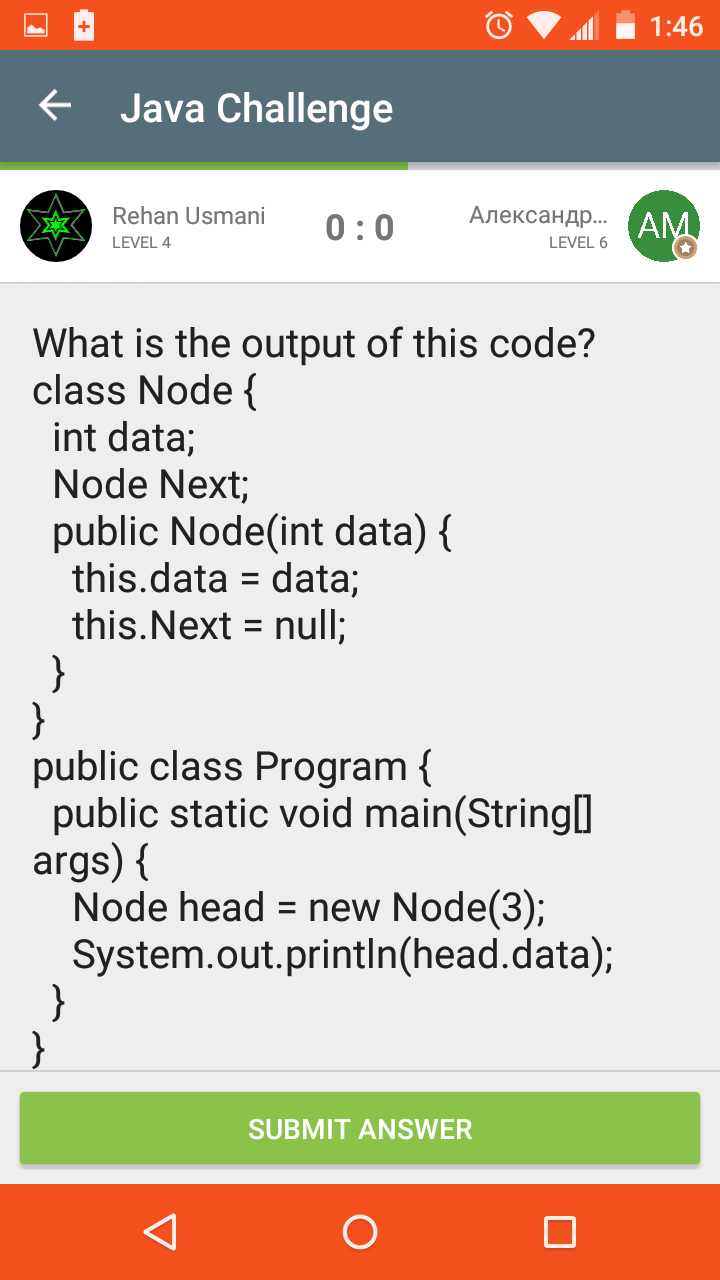 1:46
Java Challenge
Rehan Usmani
LEVEL 4
0 : 0
Александр...
LEVEL 6
AM
What is the output of this code?
class Node {
int data;
Node Next;
public Node(int data) {
this.data = data;
this.Next = null;
}
}
public class Program {
public static void main(String[]
args) {
Node head = new Node(3);
System.out.println(head.data);
}
}
SUBMIT ANSWER